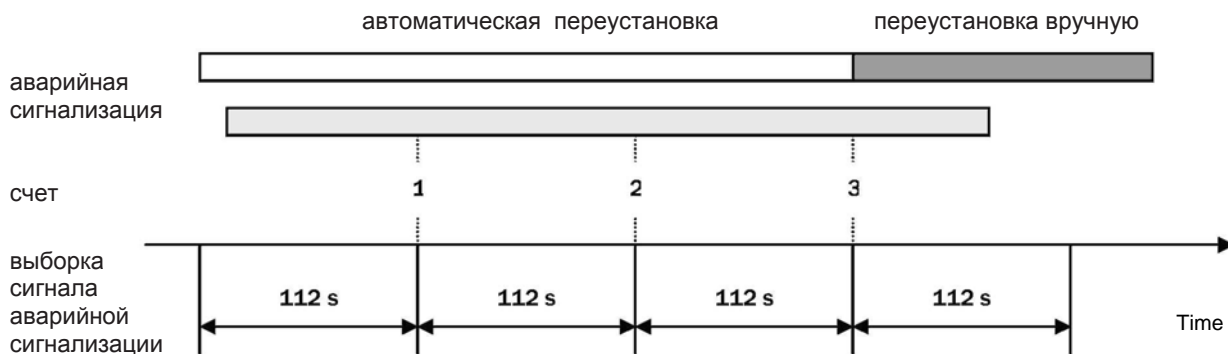 автоматическая переустановка
переустановка вручную
аварийная
сигнализация
счет
1 2 3
выборка
сигнала
аварийной
сигнализации
112 s 112 s 112 s 112 s
Time